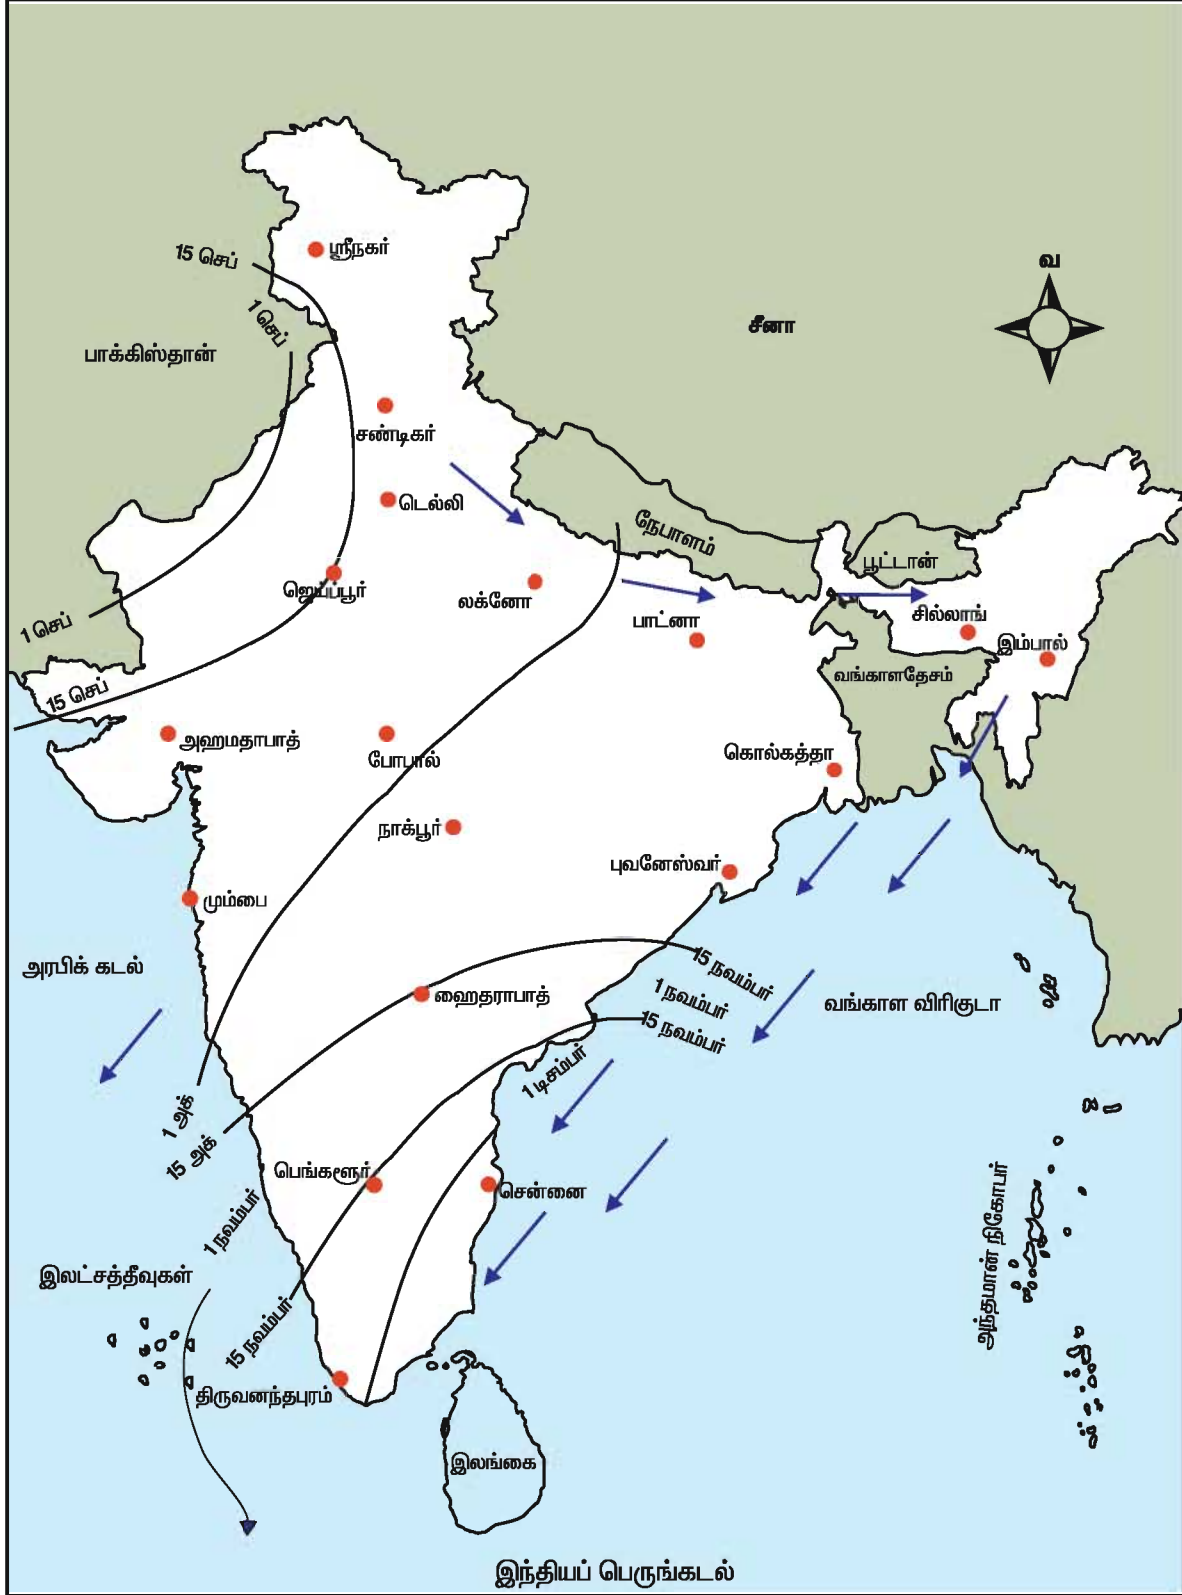 வ
ஸ்ரீநகர்
15 செப்
1 செப்
சீனா
பாக்கிஸ்தான்
சண்டிகர்
டெல்லி
நேபாளம்
பூட்டான்
ஜெய்ப்பூர்
லக்னோ
பாட்னா
சில்லாங்
1 செப்
இம்பால்
வங்காளதேசம்
15 செப்
அஹமதாபாத்
போபால்
கொல்கத்தா
நாக்பூர்
புவனேஸ்வர்
மும்பை
அரபிக் கடல்
15 நவம்பர்
ஹைதராபாத்
1 நவம்பர்
வங்காள விரிகுடா
15 நவம்பர்
1 டிசம்பர்
1 அக்
15 அக்
பெங்களூர்
சென்னை
1 நவம்பர்
அந்தமான் நிகோபர்
இலட்சத்தீவுகள்
15 நவம்பர்
திருவனந்தபுரம்
இலங்கை
இந்தியப் பெருங்கடல்